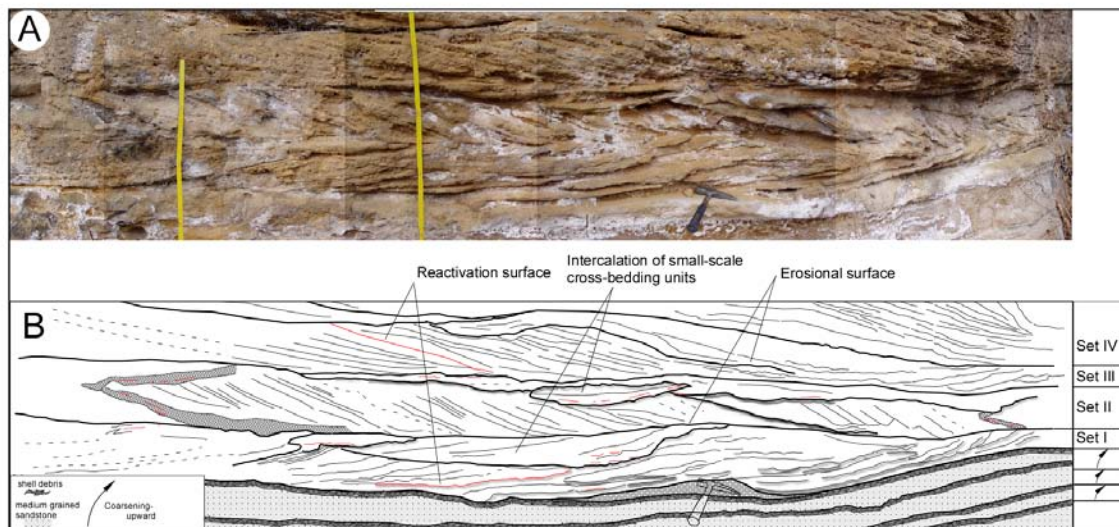 A
Reactivation surface
Intercalation of small-scale
cross-bedding units
Erosional surface
B
Set IV
Set III
Set II
Set I
shell debris
medium grained
sandstone
Coarsening-
upward